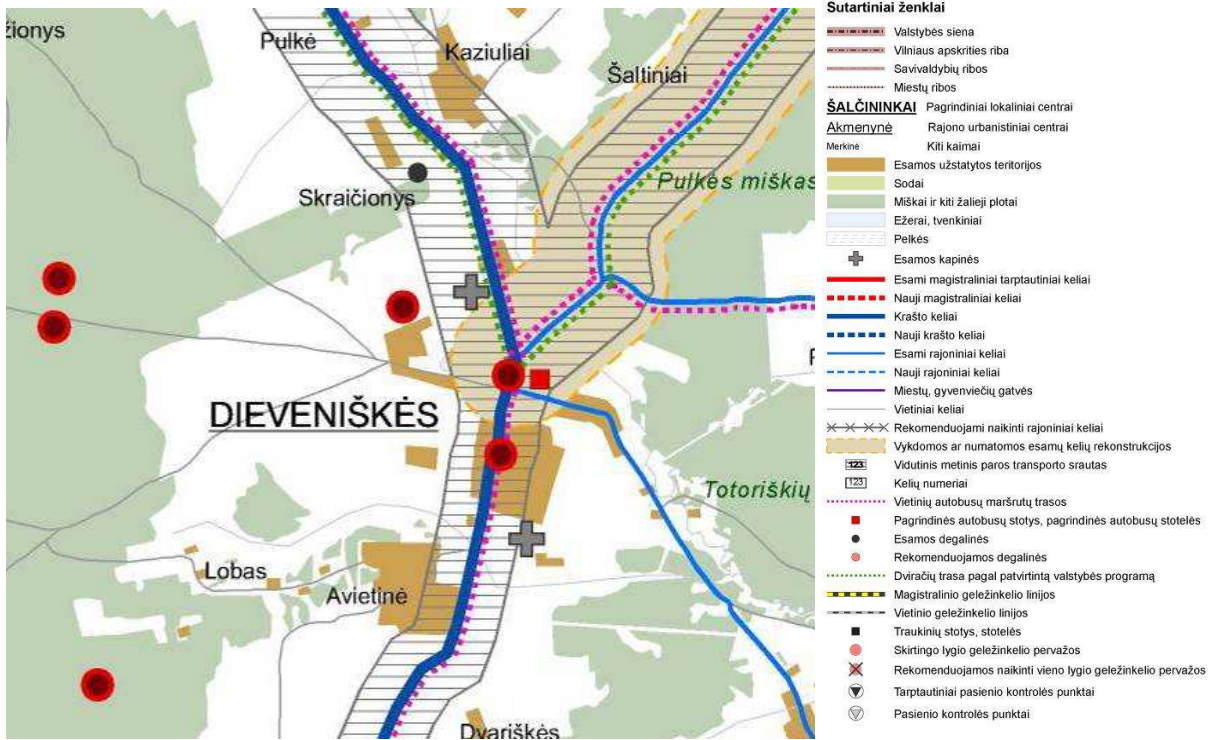 žionys
Pulkė
Kaziuliai
Šaltiniai
Skraičionys
Pulkės miškas
DIEVENIŠKĖS
Totoriškių
Lobas
Avietinė
Dvariškės
Sutartiniai ženklai
Valstybės siena
Vilniaus apskrities riba
Savivaldybių ribos
Miestų ribos
ŠALČININKAI Pagrindiniai lokaliniai centrai
Akmenynė Rajono urbanistiniai centrai
Merkinė Kiti kaimai
Esamos užstatytos teritorijos
Sodai
Miškai ir kiti žalieji plotai
Ežerai, tvenkiniai
Pelkės
Esamos kapinės
Esami magistraliniai tarptautiniai keliai
Nauji magistraliniai keliai
Krašto keliai
Nauji krašto keliai
Esami rajoniniai keliai
Nauji rajoniniai keliai
Miestų, gyvenviečių gatvės
Vietiniai keliai
Rekomenduojami naikinti rajoniniai keliai
Vykdomos ar numatomos esamų kelių rekonstrukcijos
123 Vidutinis metinis paros transporto srautas
123 Kelių numeriai
Vietinių autobusų maršrutų trasos
Pagrindinės autobusų stotys, pagrindinės autobusų stotelės
Esamos degalinės
Rekomenduojamos degalinės
Dviračių trasa pagal patvirtintą valstybės programą
Magistralinio geležinkelio linijos
Vietinio geležinkelio linijos
Traukinių stotys, stotelės
Skirtingo lygio geležinkelio pervažos
Rekomenduojamos naikinti vieno lygio geležinkelio pervažos
Tarptautiniai pasienio kontrolės punktai
Pasienio kontrolės punktai